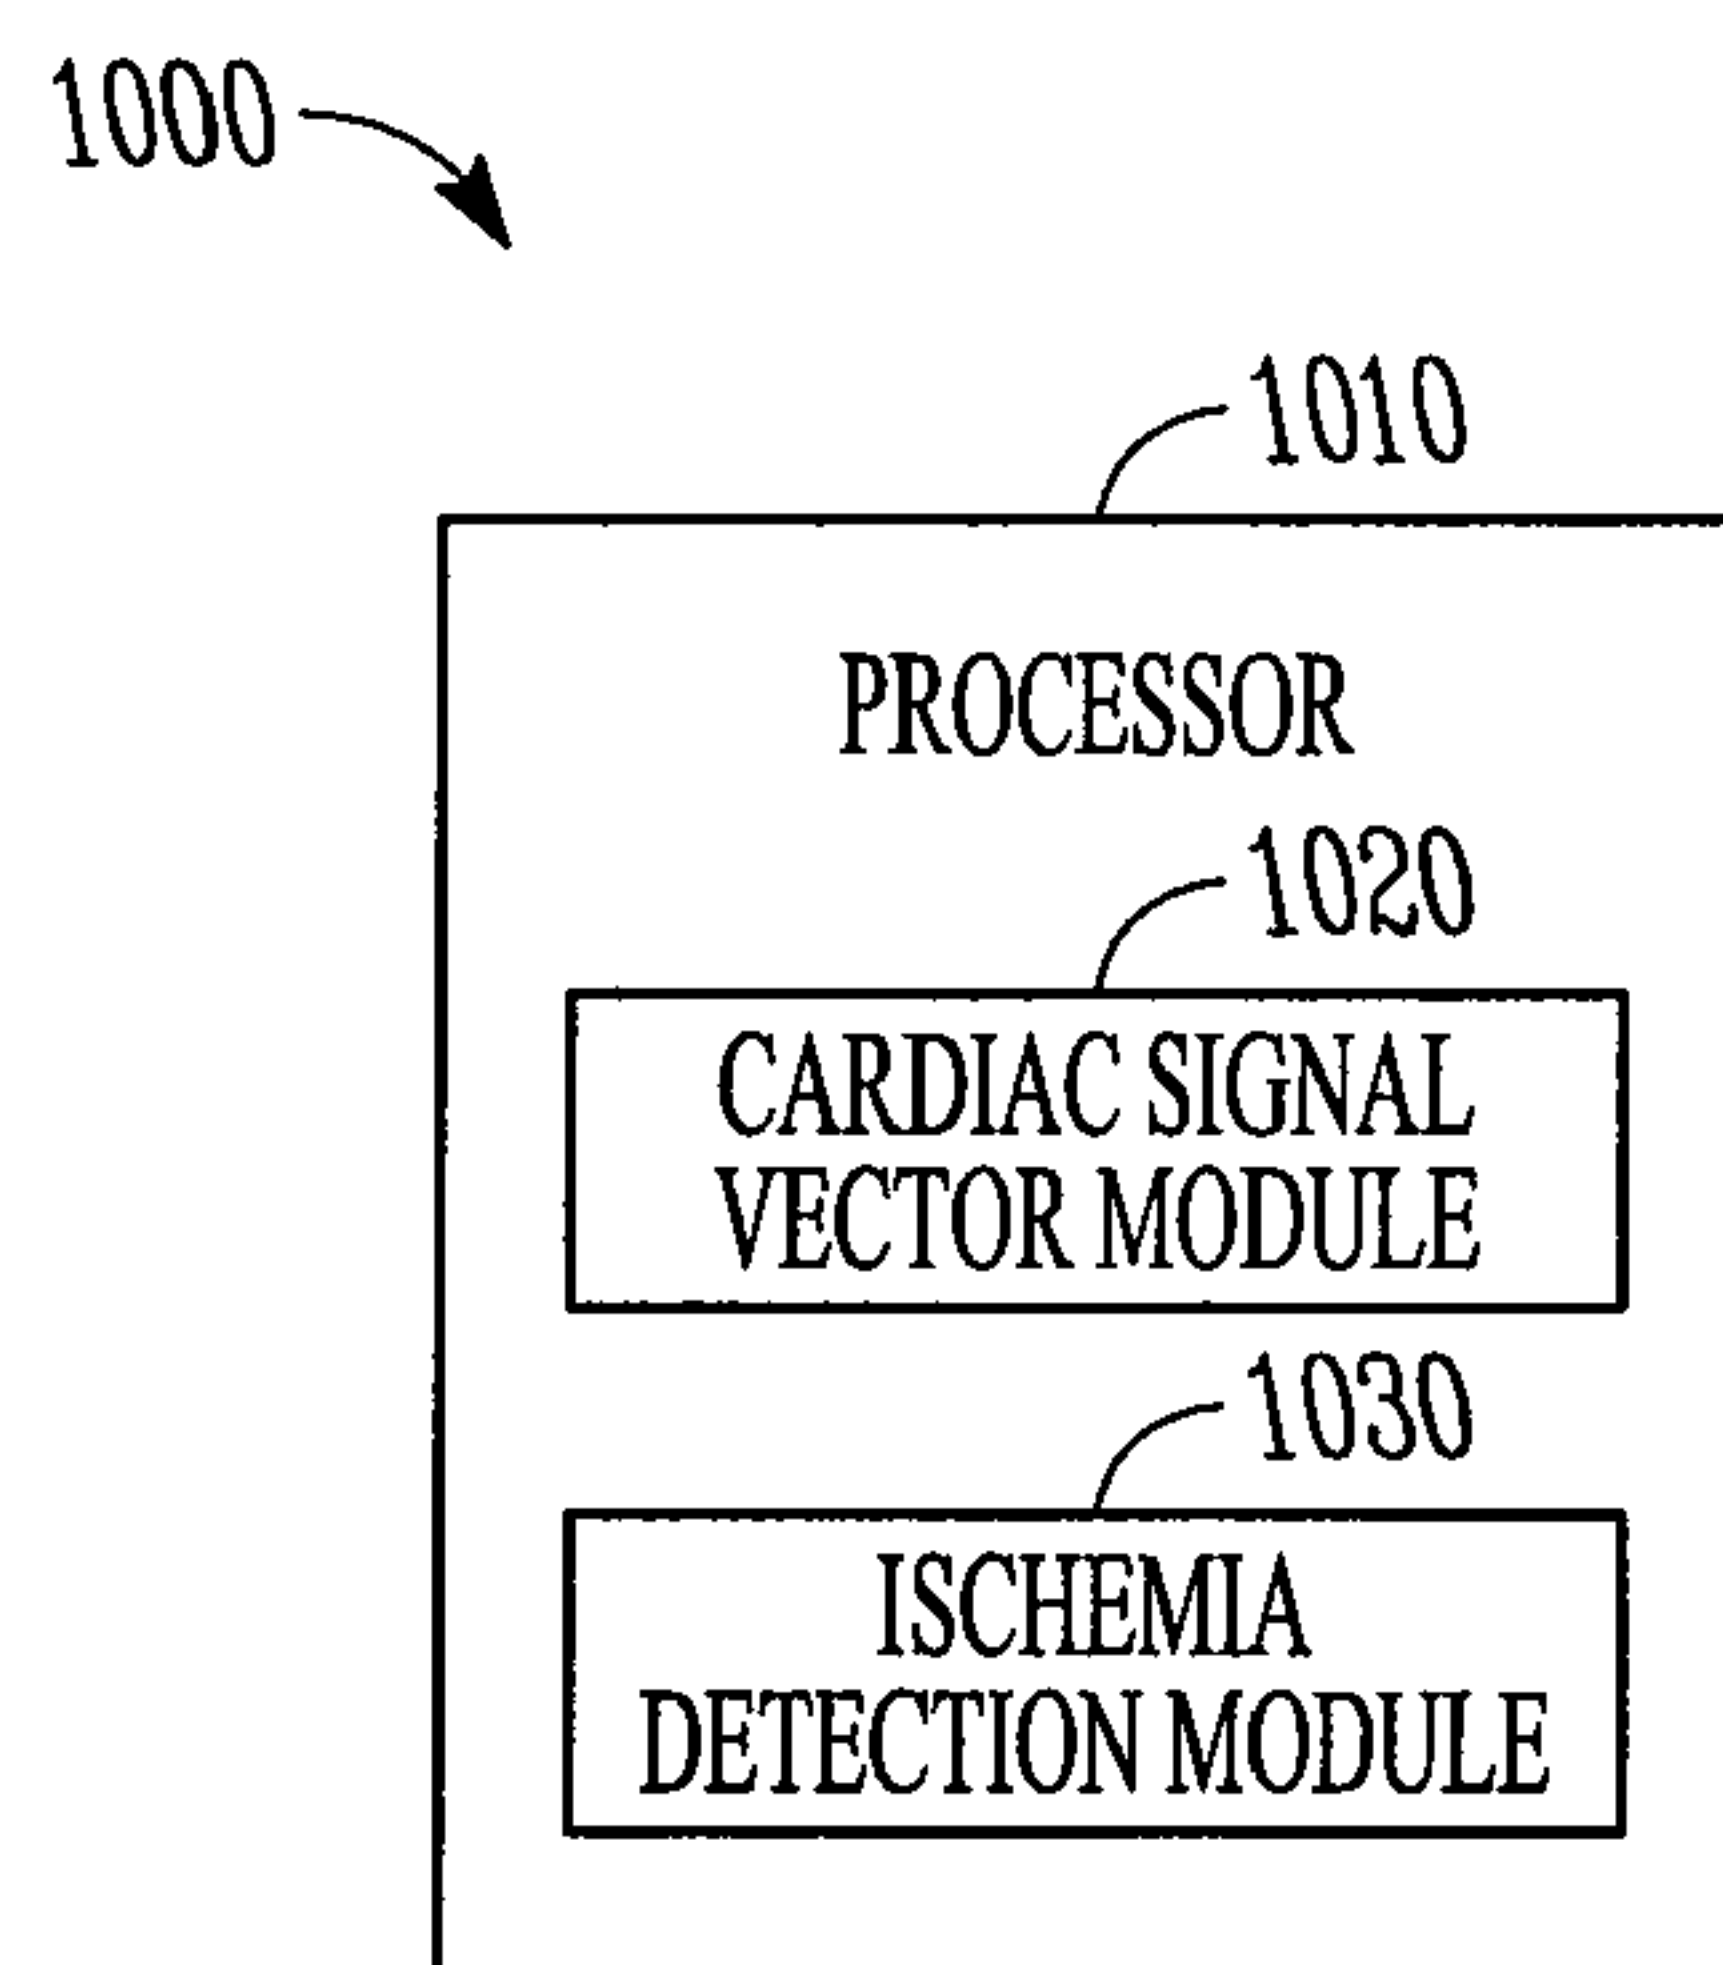 1000
1010
PROCESSOR
1020
CARDIAC SIGNAL
VECTOR MODULE
1030
ISCHEMIA
DETECTION MODULE